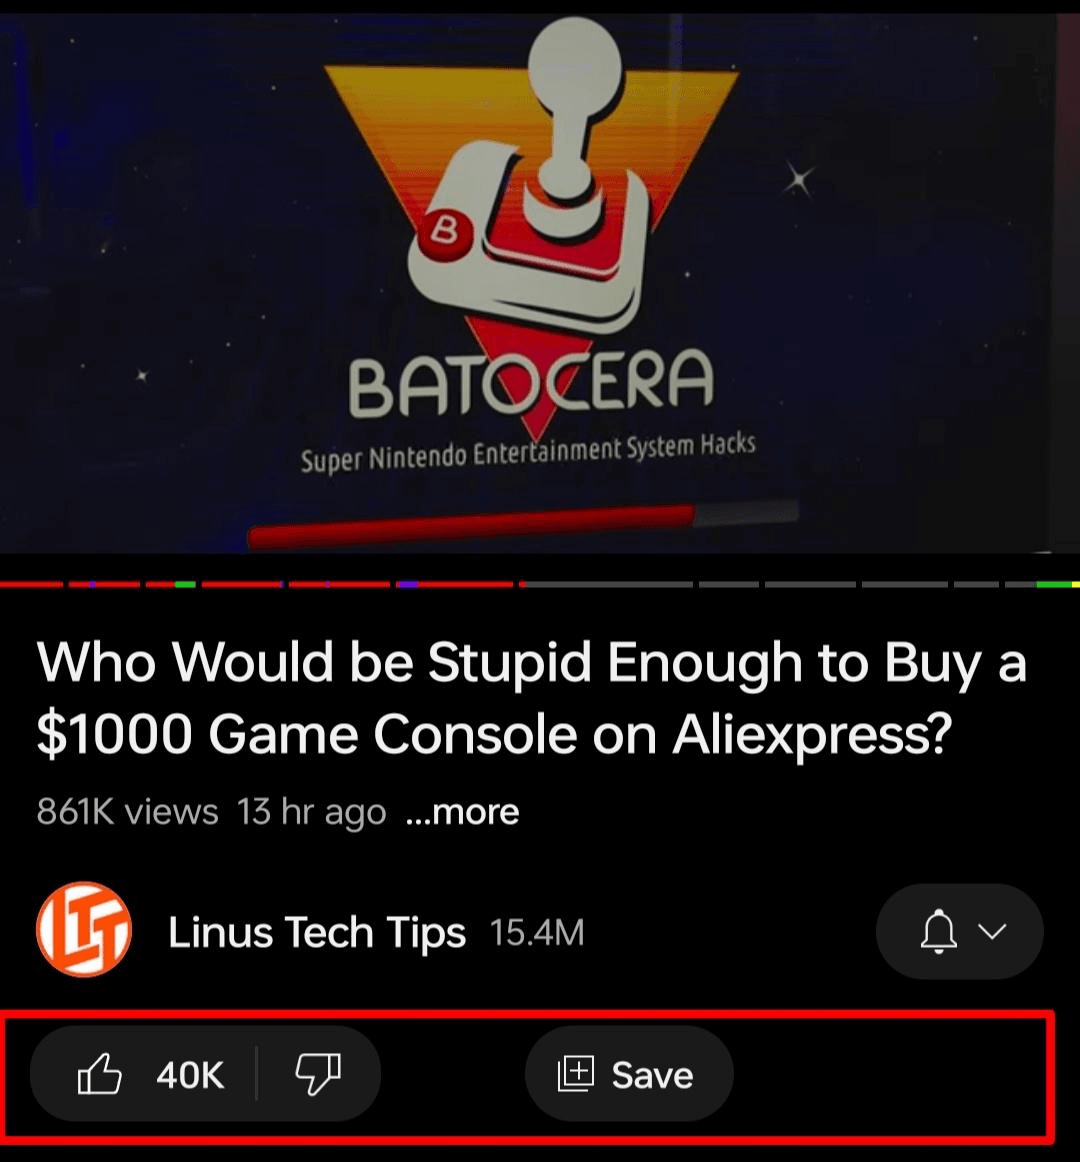 B
BATOCERA
Super Nintendo Entertainment System Hacks
Who Would be Stupid Enough to Buy a
$1000 Game Console on Aliexpress?
861K views 13 hr ago ...more
LTT
Linus Tech Tips 15.4M
40K Save